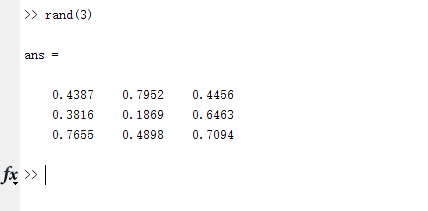 >> rand(3)
ans =
0.4387 0.7952 0.4456
0.3816 0.1869 0.6463
0.7655 0.4898 0.7094
fx >>